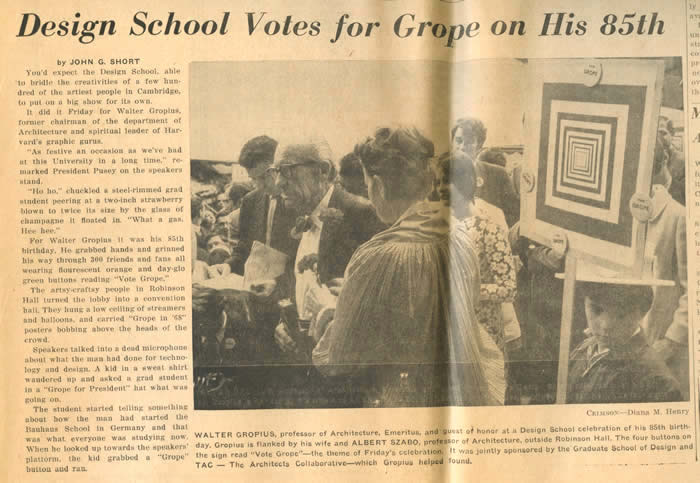 Design School Votes for Grope on His 85th
by JOHN G. SHORT
You'd expect the Design School, able
to bridle the creativities of a few hun-
dred of the artiest people in Cambridge,
to put on a big show for its own.
It did it Friday for Walter Gropius,
former chairman of the department of
Architecture and spiritual leader of Har-
vard's graphic gurus.
"As festive an occasion as we've had
at this University in a long time," re-
marked President Pusey on the speakers
stand.
"Ho ho," chuckled a steel-rimmed grad
student peering at a two-inch strawberry
blown to twice its size by the glass of
champagne it floated in. "What a gas.
Hee hee."
For Walter Gropius it was his 85th
birthday. He grabbed hands and grinned
his way through 300 friends and fans all
wearing flourescent orange and day-glo
green buttons reading "Vote Grope."
The artsy-craftsy people in Robinson
Hall turned the lobby into a convention
hall. They hung a low ceiling of streamers
and balloons, and carried "Grope in '68"
posters bobbing above the heads of the
crowd.
Speakers talked into a dead microphone
about what the man had done for techno-
logy and design. A kid in a sweat shirt
wandered up and asked a grad student
in a "Grope for President" hat what was
going on.
The student started telling something
about how the man had started the
Bauhaus School in Germany and that
was what everyone was studying now.
When he looked up towards the speakers'
platform, the kid grabbed a "Grope"
button and ran.
GROPE
GROPE
CRIMSON—Diana M. Henry
WALTER GROPIUS, professor of Architecture, Emeritus, and guest of honor at a Design School celebration of his 85th birth-
day. Gropius is flanked by his wife and ALBERT SZABO, professor of Architecture, outside Robinson Hall. The four buttons on
the sign read "Vote Grope"—the theme of Friday's celebration. It was jointly sponsored by the Graduate School of Design and
TAC — The Architects Collaborative—which Gropius helped found.